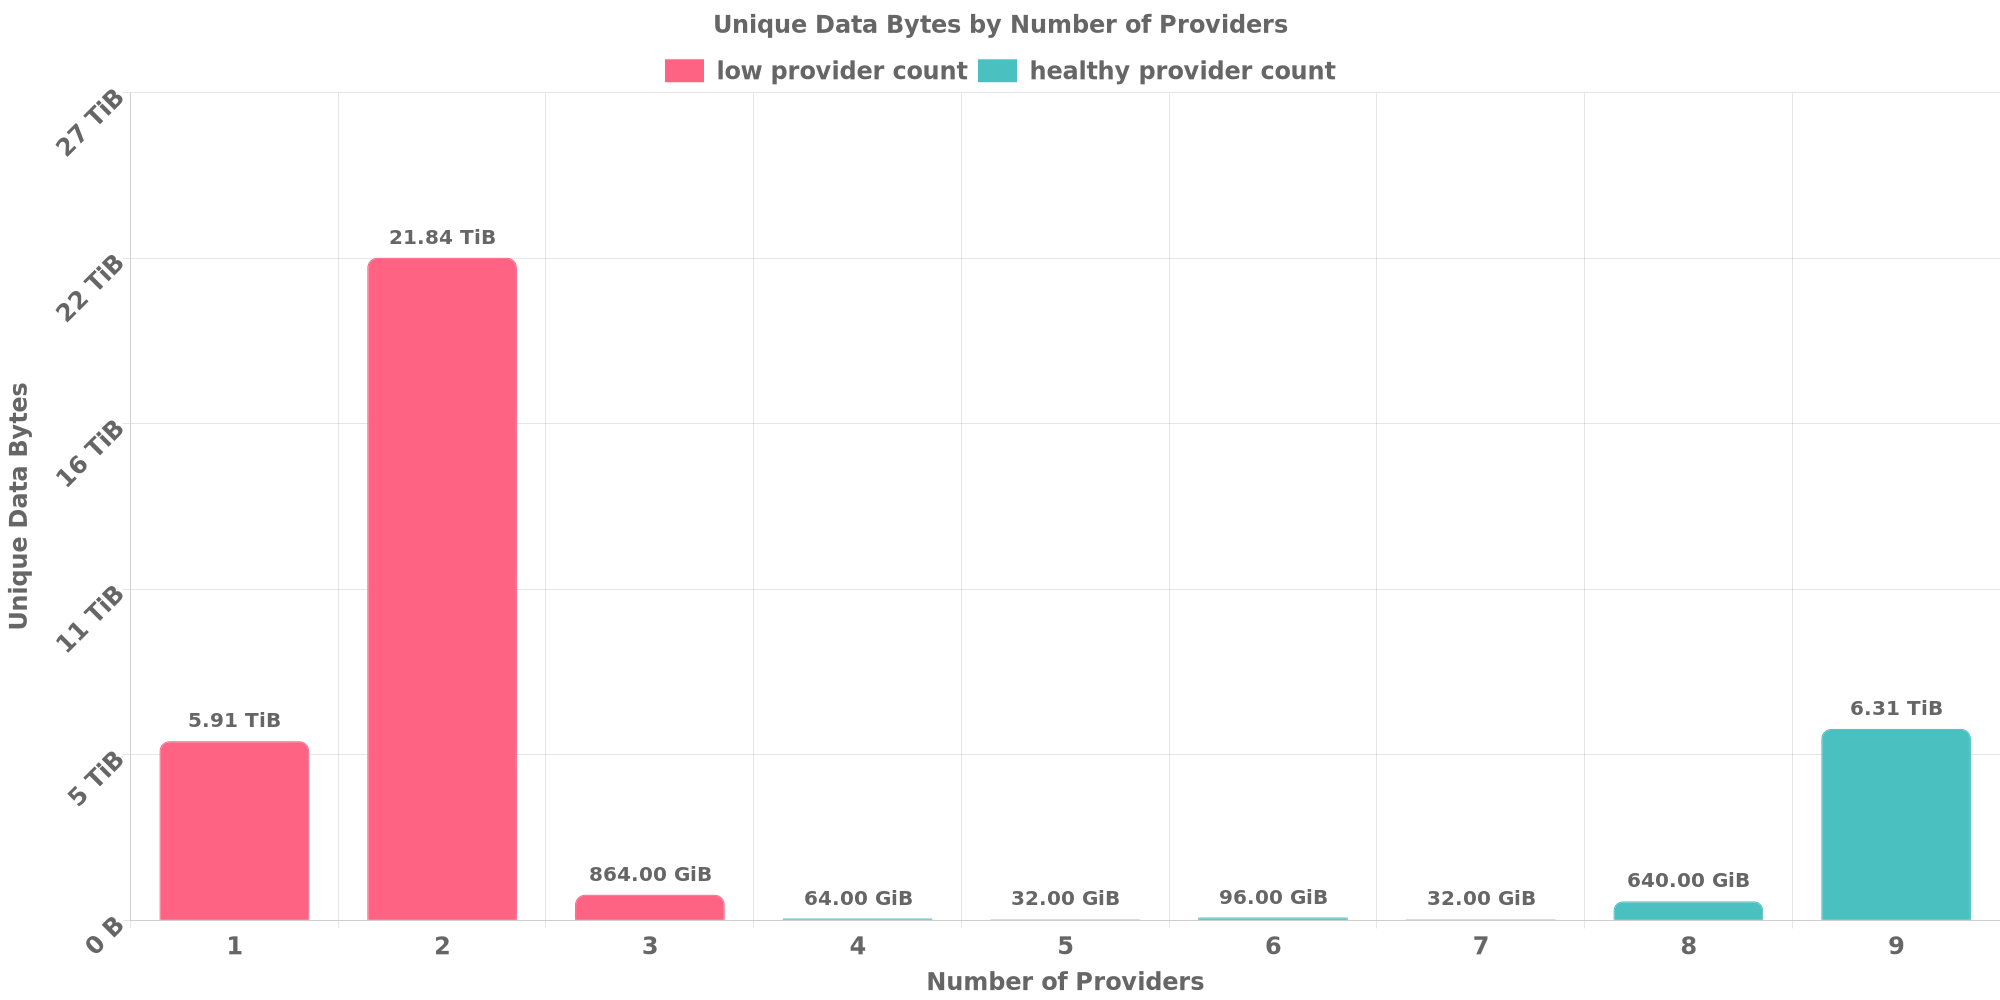 Unique Data Bytes by Number of Providers
low provider count healthy provider count
27 TiB
22 TiB
16 TiB
11 TiB
5 TiB
0 B
Unique Data Bytes
5.91 TiB
21.84 TiB
864.00 GiB
64.00 GiB
32.00 GiB
96.00 GiB
32.00 GiB
640.00 GiB
6.31 TiB
1 2 3 4 5 6 7 8 9
Number of Providers